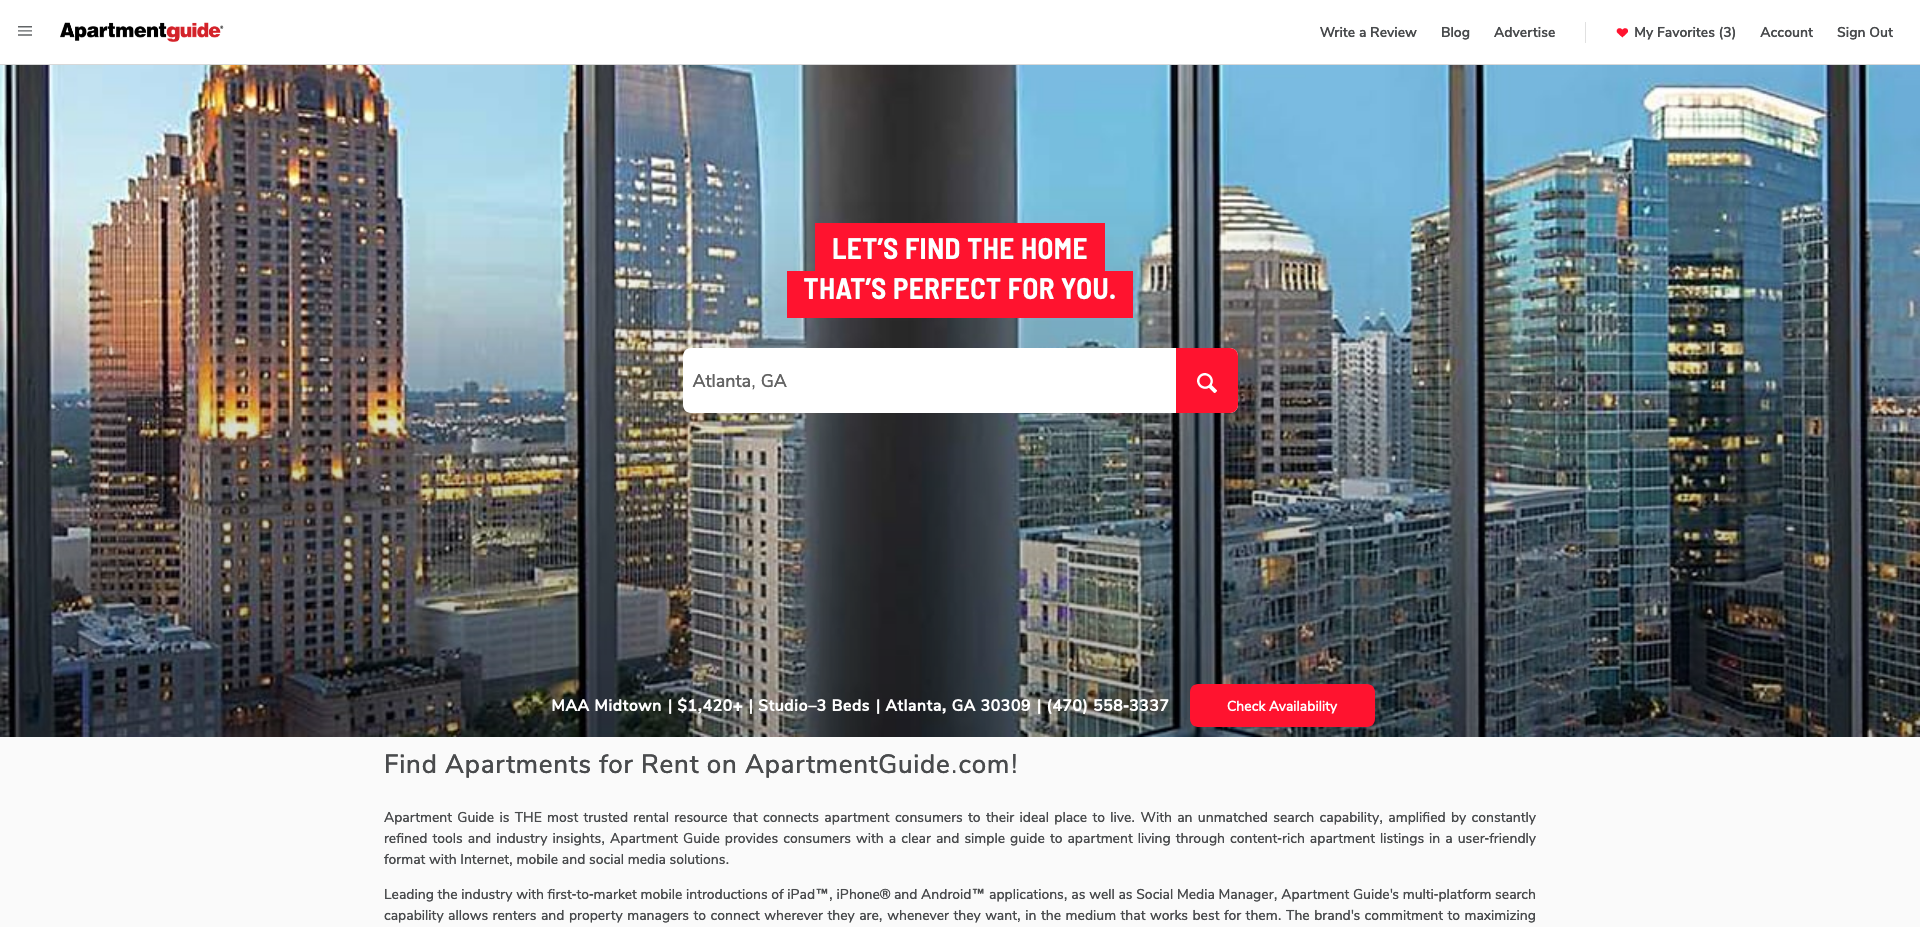 Apartmentguide
Write a Review
Blog
Advertise
My Favorites (3)
Account
Sign Out
LET'S FIND THE HOME
THAT'S PERFECT FOR YOU.
Atlanta, GA
MAA Midtown | $1,420+ | Studio–3 Beds | Atlanta, GA 30309 | (470) 558-3337
Check Availability
Find Apartments for Rent on ApartmentGuide.com!
Apartment Guide is THE most trusted rental resource that connects apartment consumers to their ideal place to live. With an unmatched search capability, amplified by constantly
refined tools and industry insights, Apartment Guide provides consumers with a clear and simple guide to apartment living through content-rich apartment listings in a user-friendly
format with Internet, mobile and social media solutions.
Leading the industry with first-to-market mobile introductions of iPad™, iPhone® and Android™ applications, as well as Social Media Manager, Apartment Guide's multi-platform search
capability allows renters and property managers to connect wherever they are, whenever they want, in the medium that works best for them. The brand's commitment to maximizing